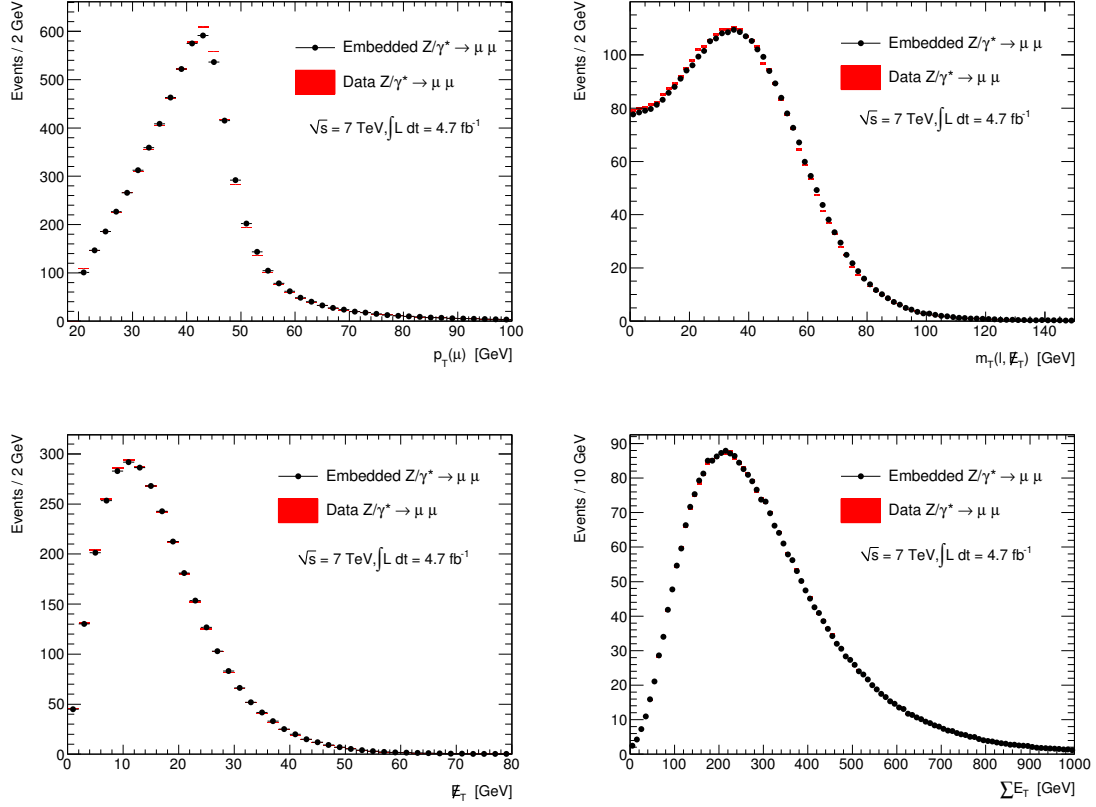 Events / 2 GeV
600
500
400
300
200
100
0
Embedded Z/γ* → μ μ
Data Z/γ* → μ μ
√s = 7 TeV,∫L dt = 4.7 fb⁻¹
20 30 40 50 60 70 80 90 100
p_T(μ) [GeV]
Events / 2 GeV
100
80
60
40
20
0
Embedded Z/γ* → μ μ
Data Z/γ* → μ μ
√s = 7 TeV,∫L dt = 4.7 fb⁻¹
0 20 40 60 80 100 120 140
m_T(l, E̸_T) [GeV]
Events / 2 GeV
300
250
200
150
100
50
0
Embedded Z/γ* → μ μ
Data Z/γ* → μ μ
√s = 7 TeV,∫L dt = 4.7 fb⁻¹
0 10 20 30 40 50 60 70 80
E̸_T [GeV]
Events / 10 GeV
90
80
70
60
50
40
30
20
10
0
Embedded Z/γ* → μ μ
Data Z/γ* → μ μ
√s = 7 TeV,∫L dt = 4.7 fb⁻¹
0 100 200 300 400 500 600 700 800 900 1000
∑E_T [GeV]